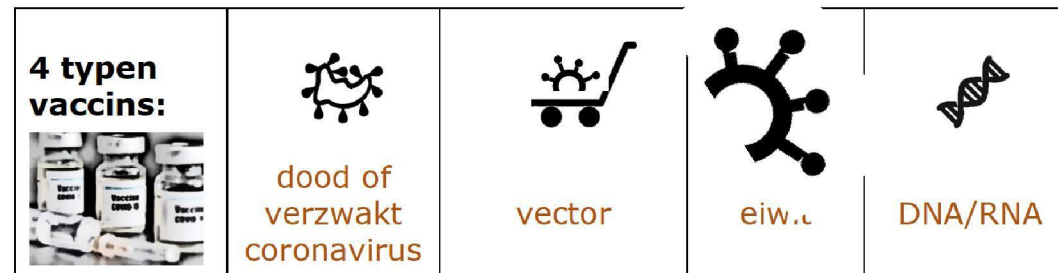 4 typen
vaccins:
dood of
verzwakt
coronavirus
vector
DNA/RNA